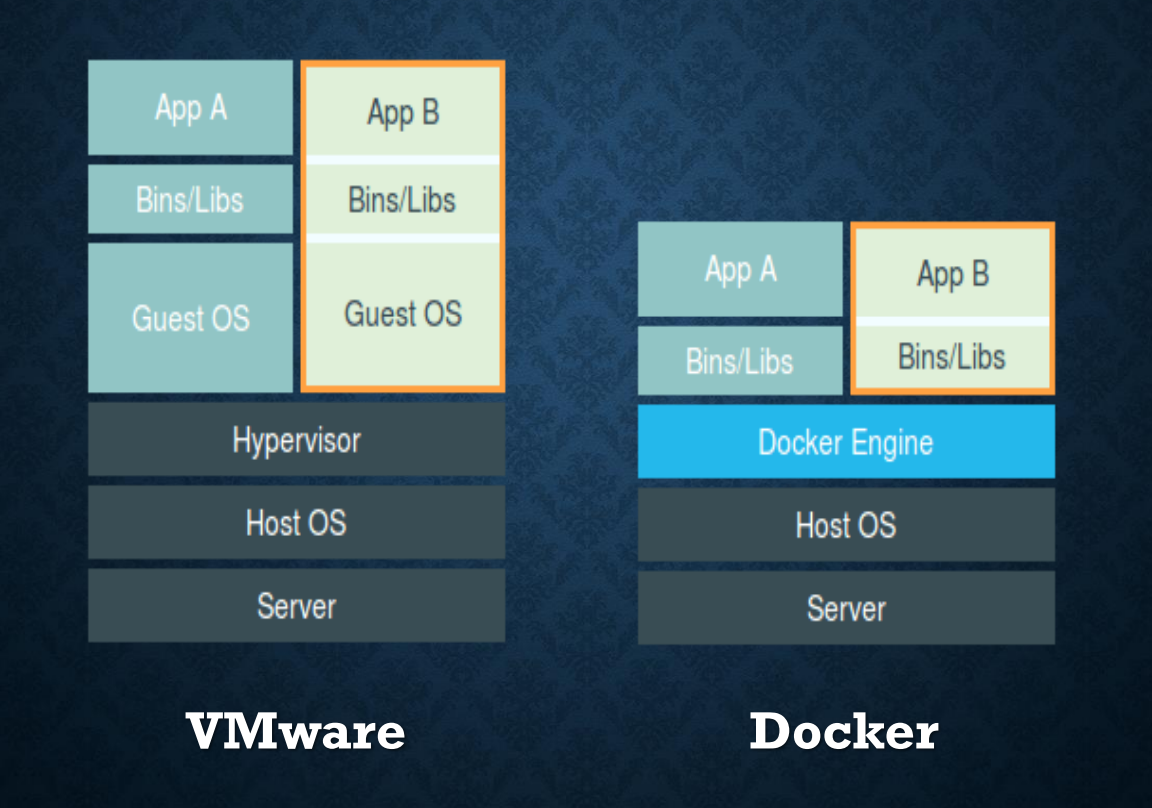 App A
App B
Bins/Libs
Bins/Libs
Guest OS
Guest OS
Hypervisor
Host OS
Server
VMware
App A
App B
Bins/Libs
Bins/Libs
Docker Engine
Host OS
Server
Docker